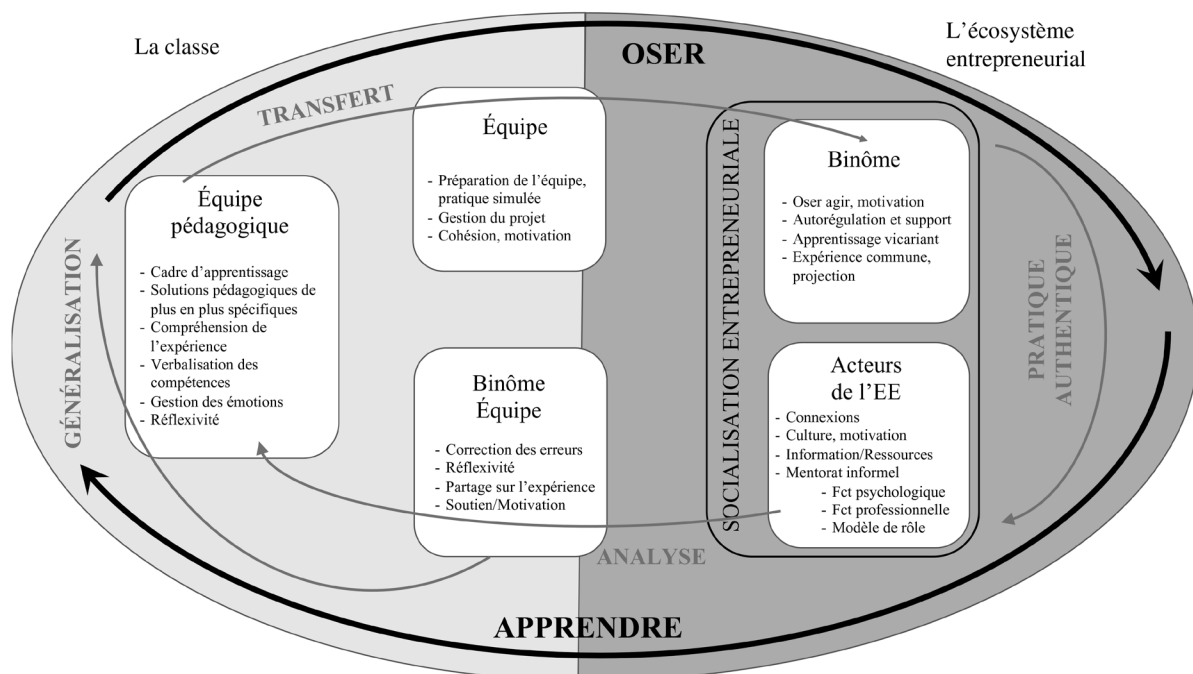 La classe
L'écosystème
entrepreneurial
OSER
TRANSFERT
Équipe
- Préparation de l'équipe,
pratique simulée
- Gestion du projet
- Cohésion, motivation
Équipe
pédagogique
- Cadre d'apprentissage
- Solutions pédagogiques de
plus en plus spécifiques
- Compréhension de
l'expérience
- Verbalisation des
compétences
- Gestion des émotions
- Réflexivité
GÉNÉRALISATION
Binôme
Équipe
- Correction des erreurs
- Réflexivité
- Partage sur l'expérience
- Soutien/Motivation
SOCIALISATION ENTREPRENEURIALE
Binôme
- Oser agir, motivation
- Autorégulation et support
- Apprentissage vicariant
- Expérience commune,
projection
Acteurs
de l'EE
- Connexions
- Culture, motivation
- Information/Ressources
- Mentorat informel
- Fct psychologique
- Fct professionnelle
- Modèle de rôle
PRATIQUE
AUTHENTIQUE
ANALYSE
APPRENDRE